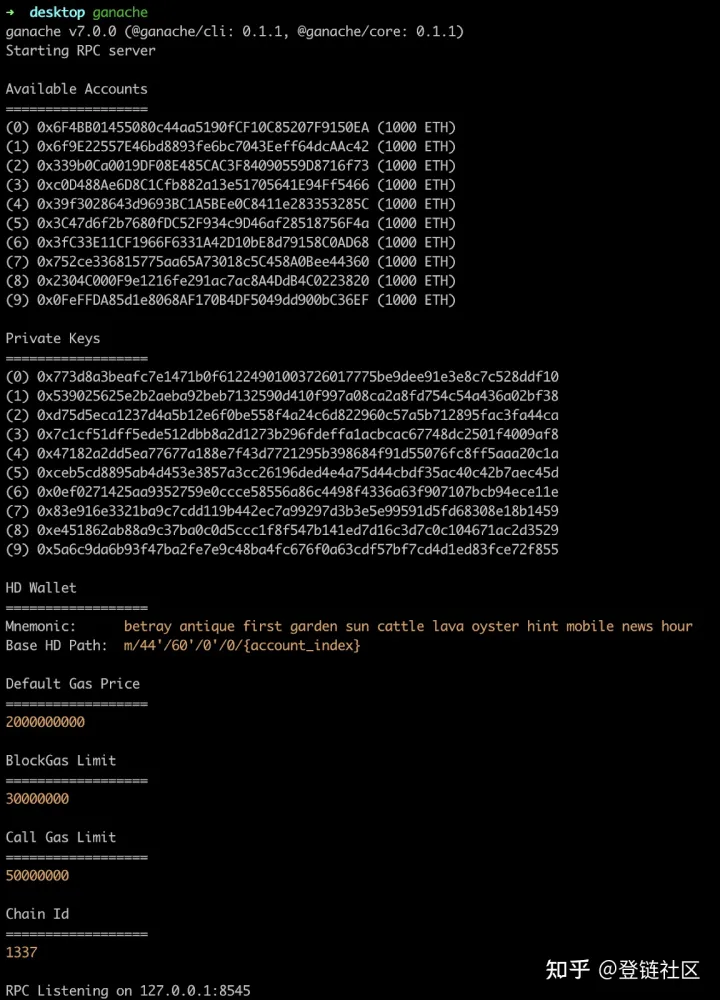 → desktop ganache
ganache v7.0.0 (@ganache/cli: 0.1.1, @ganache/core: 0.1.1)
Starting RPC server
Available Accounts
==================
(0) 0x6F4BB01455080c44aa5190fCF10C85207F9150EA (1000 ETH)
(1) 0x6f9E22557E46bd8893fe6bc7043Eeff64dcAAc42 (1000 ETH)
(2) 0x339b0Ca0019DF08E485CAC3F84090559D8716f73 (1000 ETH)
(3) 0xc0D488Ae6D8C1Cfb882a13e51705641E94Ff5466 (1000 ETH)
(4) 0x39f3028643d9693BC1A5BEe0C8411e283353285C (1000 ETH)
(5) 0x3C47d6f2b7680fDC52F934c9D46af28518756F4a (1000 ETH)
(6) 0x3fC33E11CF1966F6331A42D10bE8d79158C0AD68 (1000 ETH)
(7) 0x752ce336815775aa65A73018c5C458A0Bee44360 (1000 ETH)
(8) 0x2304C000F9e1216fe291ac7ac8A4DdB4C0223820 (1000 ETH)
(9) 0x0FeFFDA85d1e8068AF170B4DF5049dd900bC36EF (1000 ETH)
Private Keys
==================
(0) 0x773d8a3beafc7e1471b0f61224901003726017775be9dee91e3e8c7c528ddf10
(1) 0x539025625e2b2aeba92beb7132590d410f997a08ca2a8fd754c54a436a02bf38
(2) 0xd75d5eca1237d4a5b12e6f0be558f4a24c6d822960c57a5b712895fac3fa44ca
(3) 0x7c1cf51dff5ede512dbb8a2d1273b296fdeffa1acbcac67748dc2501f4009af8
(4) 0x47182a2dd5ea77677a188e7f43d7721295b398684f91d55076fc8ff5aaa20c1a
(5) 0xceb5cd8895ab4d453e3857a3cc26196ded4e4a75d44cbdf35ac40c42b7aec45d
(6) 0x0ef0271425aa9352759e0ccce58556a86c4498f4336a63f907107bcb94ece11e
(7) 0x83e916e3321ba9c7cdd119b442ec7a99297d3b3e5e99591d5fd68308e18b1459
(8) 0xe451862ab88a9c37ba0c0d5ccc1f8f547b141ed7d16c3d7c0c104671ac2d3529
(9) 0x5a6c9da6b93f47ba2fe7e9c48ba4fc676f0a63cdf57bf7cd4d1ed83fce72f855
HD Wallet
==================
Mnemonic: betray antique first garden sun cattle lava oyster hint mobile news hour
Base HD Path: m/44'/60'/0'/0/{account_index}
Default Gas Price
==================
2000000000
BlockGas Limit
==================
30000000
Call Gas Limit
==================
50000000
Chain Id
==================
1337
RPC Listening on 127.0.0.1:8545
知乎 @登链社区